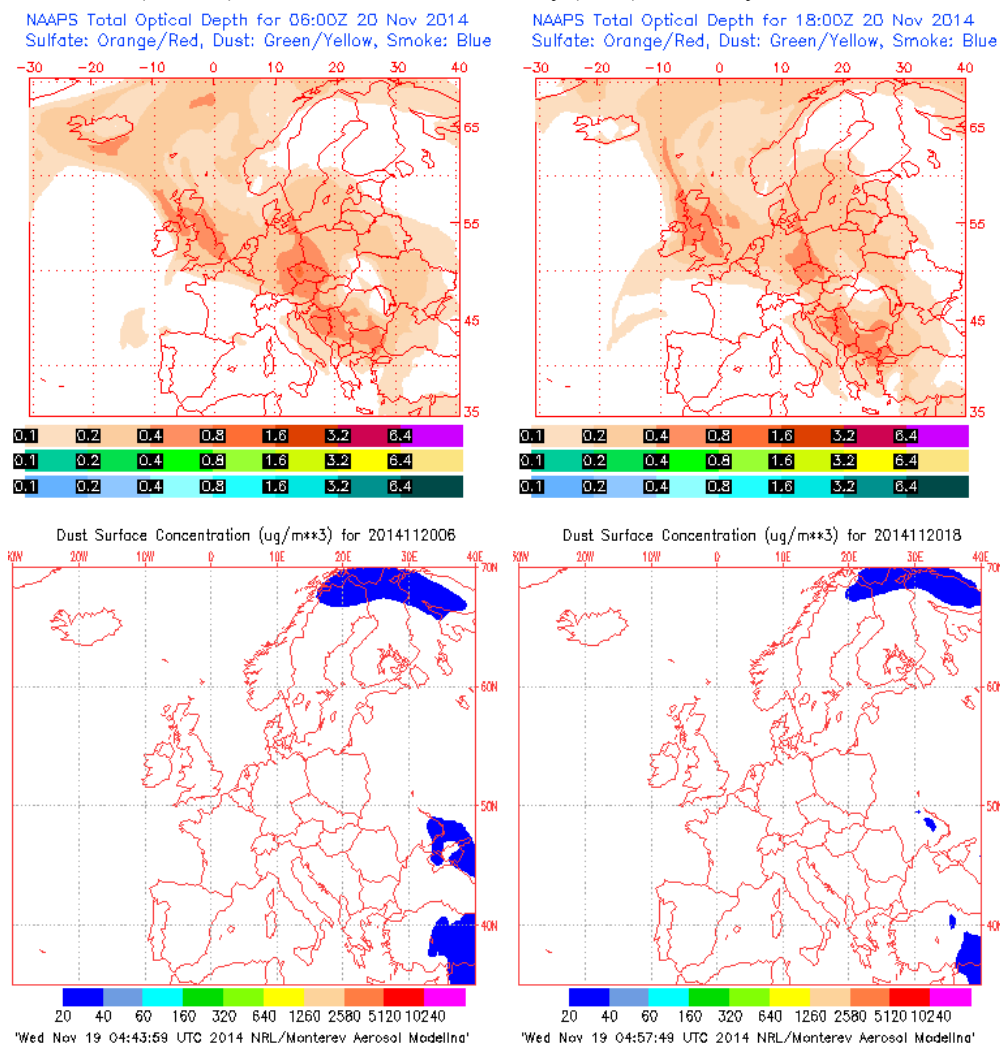 NAAPS Total Optical Depth for 06:00Z 20 Nov 2014
Sulfate: Orange/Red, Dust: Green/Yellow, Smoke: Blue
-30 -20 -10 0 10 20 30 40
65
55
45
35
0.1 0.2 0.4 0.8 1.6 3.2 6.4
0.1 0.2 0.4 0.8 1.6 3.2 6.4
0.1 0.2 0.4 0.8 1.6 3.2 6.4
NAAPS Total Optical Depth for 18:00Z 20 Nov 2014
Sulfate: Orange/Red, Dust: Green/Yellow, Smoke: Blue
-30 -20 -10 0 10 20 30 40
65
55
45
35
0.1 0.2 0.4 0.8 1.6 3.2 6.4
0.1 0.2 0.4 0.8 1.6 3.2 6.4
0.1 0.2 0.4 0.8 1.6 3.2 6.4
Dust Surface Concentration (ug/m**3) for 2014112006
20W 10W 0 10E 20E 30E 40E
70N
60N
50N
40N
20 40 60 160 320 640 1260 2580 5120 10240
'Wed Nov 19 04:43:59 UTC 2014 NRL/Monterey Aerosol Modeling'
Dust Surface Concentration (ug/m**3) for 2014112018
20W 10W 0 10E 20E 30E 40E
70N
60N
50N
40N
20 40 60 160 320 640 1260 2580 5120 10240
'Wed Nov 19 04:57:49 UTC 2014 NRL/Monterey Aerosol Modeling'